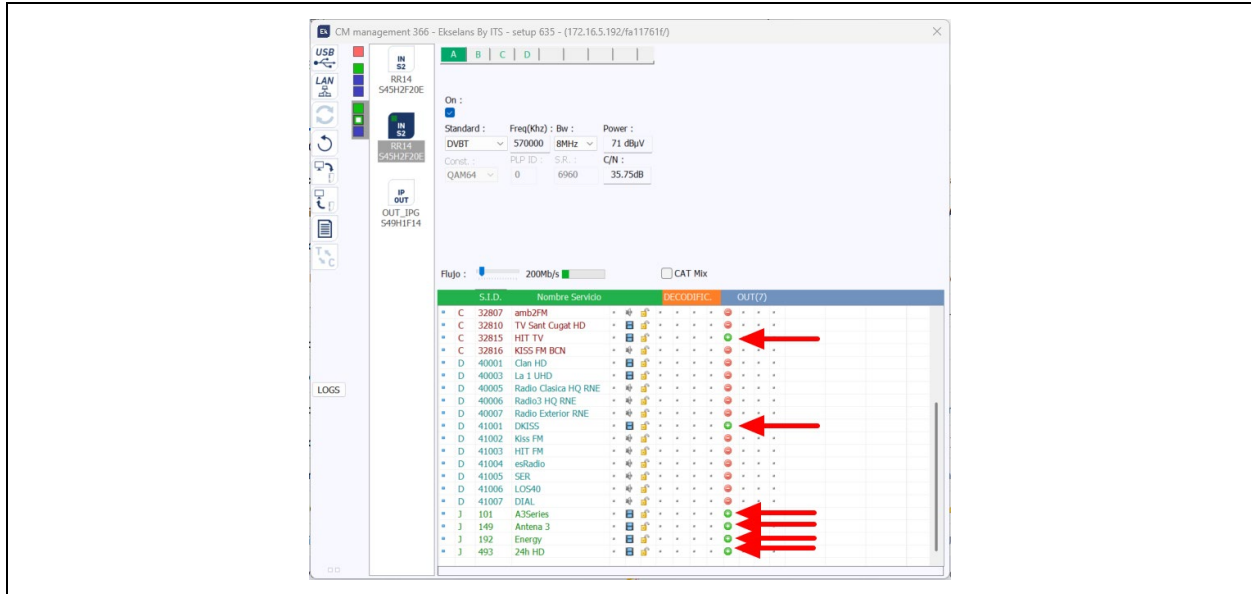 CM management 366 - Ekselans By ITS - setup 635 - (172.16.5.192/fa11761f/)
USB
LAN
IN
S2
RR14
S45H2F20E
IN
S2
RR14
S45H2F20E
IP
OUT
OUT_IPG
S49H1F14
T
C
LOGS
A B C D
On :
Standard : Freq(Khz) : Bw : Power :
DVBT 570000 8MHz 71 dBµV
Const. : PLP ID : S.R. : C/N :
QAM64 0 6960 35.75dB
Flujo : 200Mb/s CAT Mix
S.I.D. Nombre Servicio DECODIFIC. OUT(7)
C 32807 amb2FM
C 32810 TV Sant Cugat HD
C 32815 HIT TV
C 32816 KISS FM BCN
D 40001 Clan HD
D 40003 La 1 UHD
D 40005 Radio Clasica HQ RNE
D 40006 Radio3 HQ RNE
D 40007 Radio Exterior RNE
D 41001 DKISS
D 41002 Kiss FM
D 41003 HIT FM
D 41004 esRadio
D 41005 SER
D 41006 LOS40
D 41007 DIAL
J 101 A3Series
J 149 Antena 3
J 192 Energy
J 493 24h HD